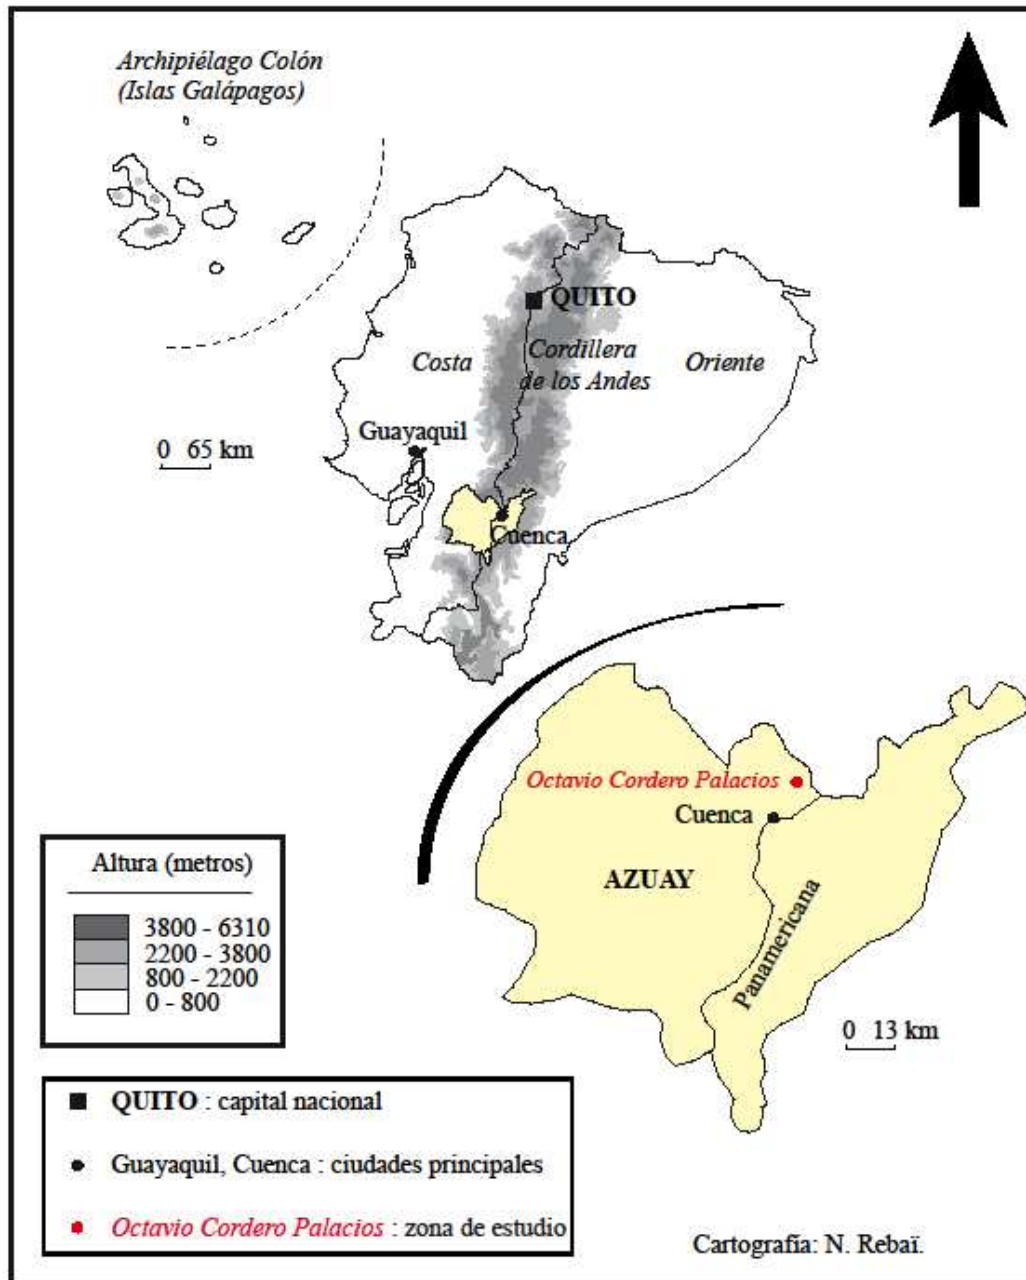 Archipiélago Colón
(Islas Galápagos)
QUITO
Costa
Cordillera
de los Andes
Oriente
Guayaquil
0 65 km
Cuenca
Octavio Cordero Palacios
Cuenca
AZUAY
Panamericana
0 13 km
Altura (metros)
3800 - 6310
2200 - 3800
800 - 2200
0 - 800
QUITO : capital nacional
Guayaquil, Cuenca : ciudades principales
Octavio Cordero Palacios : zona de estudio
Cartografía: N. Rebaï.